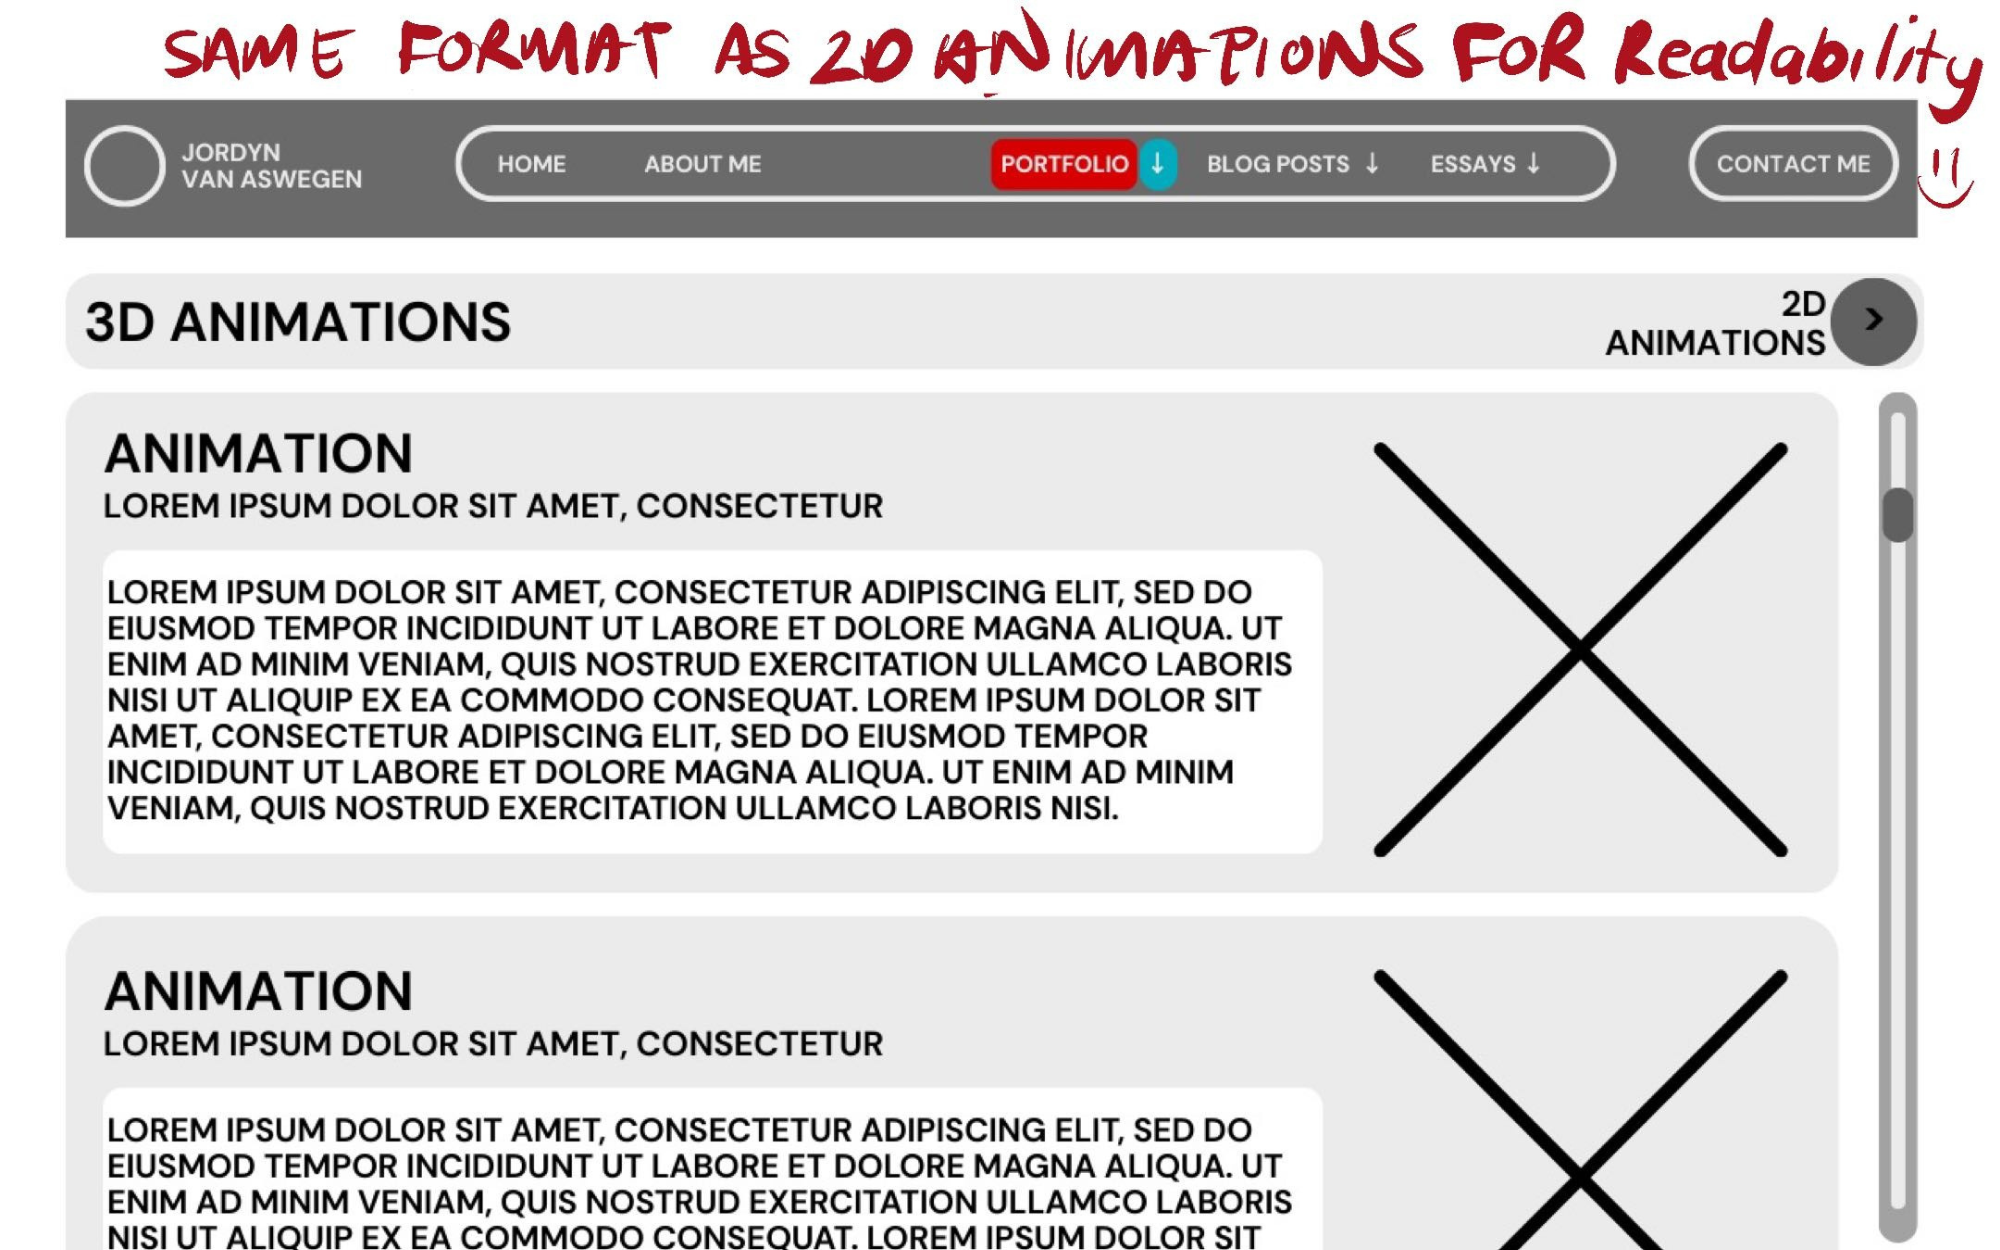 SAME FORMAT AS 2D ANIMATIONS FOR Readability
JORDYN
VAN ASWEGEN
HOME ABOUT ME PORTFOLIO ↓ BLOG POSTS ↓ ESSAYS ↓
CONTACT ME
3D ANIMATIONS
2D
ANIMATIONS
>
ANIMATION
LOREM IPSUM DOLOR SIT AMET, CONSECTETUR
LOREM IPSUM DOLOR SIT AMET, CONSECTETUR ADIPISCING ELIT, SED DO
EIUSMOD TEMPOR INCIDIDUNT UT LABORE ET DOLORE MAGNA ALIQUA. UT
ENIM AD MINIM VENIAM, QUIS NOSTRUD EXERCITATION ULLAMCO LABORIS
NISI UT ALIQUIP EX EA COMMODO CONSEQUAT. LOREM IPSUM DOLOR SIT
AMET, CONSECTETUR ADIPISCING ELIT, SED DO EIUSMOD TEMPOR
INCIDIDUNT UT LABORE ET DOLORE MAGNA ALIQUA. UT ENIM AD MINIM
VENIAM, QUIS NOSTRUD EXERCITATION ULLAMCO LABORIS NISI.
ANIMATION
LOREM IPSUM DOLOR SIT AMET, CONSECTETUR
LOREM IPSUM DOLOR SIT AMET, CONSECTETUR ADIPISCING ELIT, SED DO
EIUSMOD TEMPOR INCIDIDUNT UT LABORE ET DOLORE MAGNA ALIQUA. UT
ENIM AD MINIM VENIAM, QUIS NOSTRUD EXERCITATION ULLAMCO LABORIS
NISI UT ALIQUIP EX EA COMMODO CONSEQUAT. LOREM IPSUM DOLOR SIT